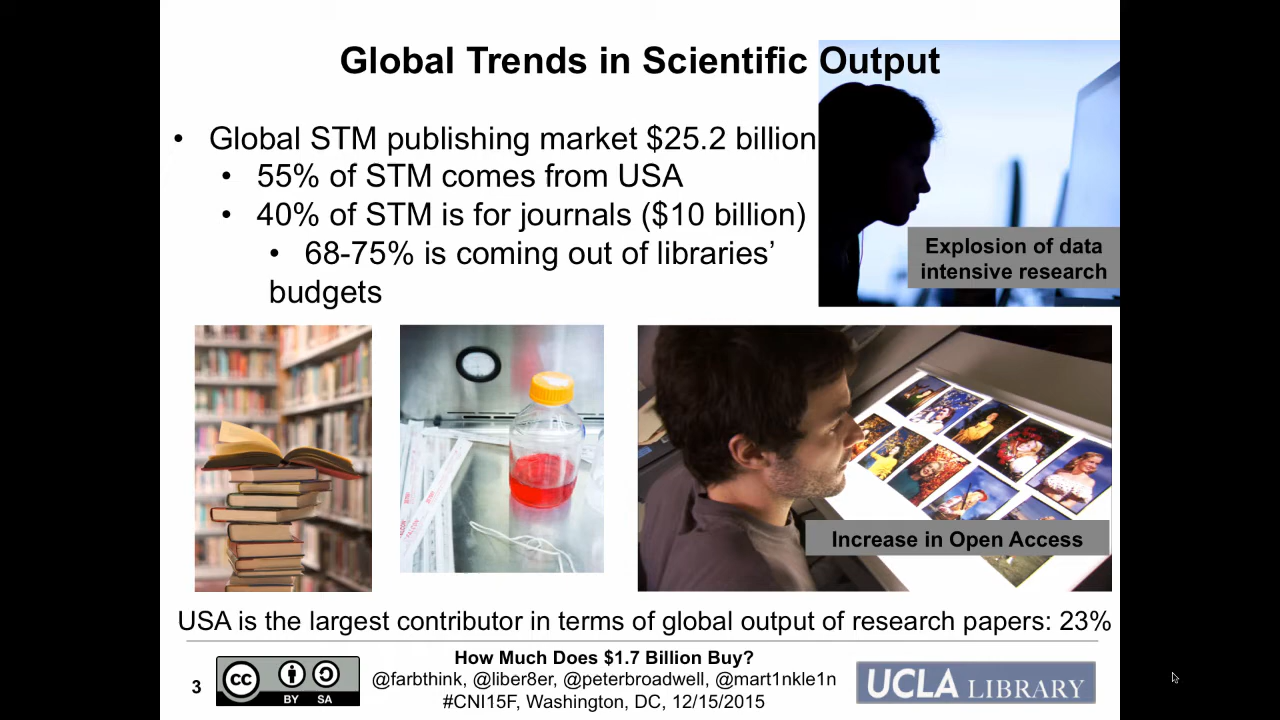 Global Trends in Scientific Output
• Global STM publishing market $25.2 billion
• 55% of STM comes from USA
• 40% of STM is for journals ($10 billion)
• 68-75% is coming out of libraries’
budgets
Explosion of data
intensive research
Increase in Open Access
USA is the largest contributor in terms of global output of research papers: 23%
3
cc
BY SA
How Much Does $1.7 Billion Buy?
@farbthink, @liber8er, @peterbroadwell, @mart1nkle1n
#CNI15F, Washington, DC, 12/15/2015
UCLA LIBRARY